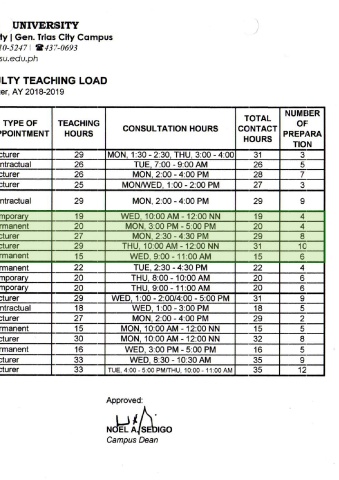 UNIVERSITY
ty | Gen. Trias City Campus
10-5247 | ☎ 437-0693
su.edu.ph
LTY TEACHING LOAD
ter, AY 2018-2019
TYPE OF PPOINTMENT TEACHING HOURS CONSULTATION HOURS TOTAL CONTACT HOURS NUMBER OF PREPARA TION
cturer 29 MON, 1:30 - 2:30, THU, 3:00 - 4:00 31 3
ntractual 26 TUE, 7:00 - 9:00 AM 26 5
cturer 26 MON, 2:00 - 4:00 PM 28 7
cturer 25 MON/WED, 1:00 - 2:00 PM 27 3
ntractual 29 MON, 2:00 - 4:00 PM 29 9
mporary 19 WED, 10:00 AM - 12:00 NN 19 4
rmanent 20 MON, 3:00 PM - 5:00 PM 20 4
cturer 27 MON, 2:30 - 4:30 PM 29 8
cturer 29 THU, 10:00 AM - 12:00 NN 31 10
rmanent 15 WED, 9:00 - 11:00 AM 15 6
rmanent 22 TUE, 2:30 - 4:30 PM 22 4
mporary 20 THU, 8:00 - 10:00 AM 20 6
mporary 20 THU, 9:00 - 11:00 AM 20 6
cturer 29 WED, 1:00 - 2:00/4:00 - 5:00 PM 31 9
ntractual 18 WED, 1:00 - 3:00 PM 18 5
cturer 27 MON, 2:00 - 4:00 PM 29 2
rmanent 15 MON, 10:00 AM - 12:00 NN 15 5
cturer 30 MON, 10:00 AM - 12:00 NN 32 8
rmanent 16 WED, 3:00 PM - 5:00 PM 16 5
cturer 33 WED, 8:30 - 10:30 AM 35 9
cturer 33 TUE, 4:00 - 5:00 PM/THU, 10:00 - 11:00 AM 35 12
Approved:
NOEL A. SEDIGO
Campus Dean